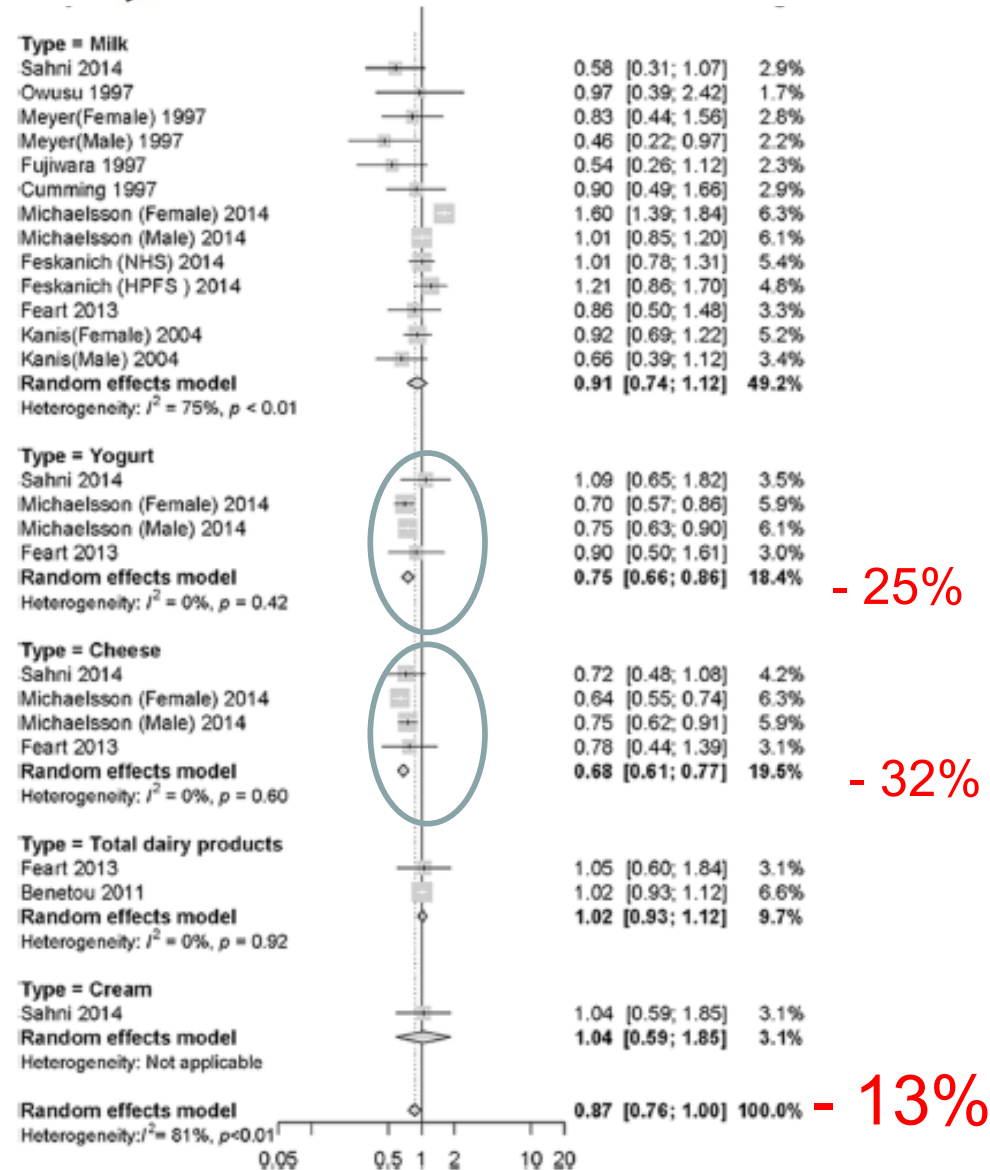 Type = Milk
Sahni 2014 0.58 [0.31; 1.07] 2.9%
Owusu 1997 0.97 [0.39; 2.42] 1.7%
Meyer(Female) 1997 0.83 [0.44; 1.56] 2.8%
Meyer(Male) 1997 0.46 [0.22; 0.97] 2.2%
Fujiwara 1997 0.54 [0.26; 1.12] 2.3%
Cumming 1997 0.90 [0.49; 1.66] 2.9%
Michaelsson (Female) 2014 1.60 [1.39; 1.84] 6.3%
Michaelsson (Male) 2014 1.01 [0.85; 1.20] 6.1%
Feskanich (NHS) 2014 1.01 [0.78; 1.31] 5.4%
Feskanich (HPFS ) 2014 1.21 [0.86; 1.70] 4.8%
Feart 2013 0.86 [0.50; 1.48] 3.3%
Kanis(Female) 2004 0.92 [0.69; 1.22] 5.2%
Kanis(Male) 2004 0.66 [0.39; 1.12] 3.4%
Random effects model 0.91 [0.74; 1.12] 49.2%
Heterogeneity: I² = 75%, p < 0.01
Type = Yogurt
Sahni 2014 1.09 [0.65; 1.82] 3.5%
Michaelsson (Female) 2014 0.70 [0.57; 0.86] 5.9%
Michaelsson (Male) 2014 0.75 [0.63; 0.90] 6.1%
Feart 2013 0.90 [0.50; 1.61] 3.0%
Random effects model 0.75 [0.66; 0.86] 18.4% - 25%
Heterogeneity: I² = 0%, p = 0.42
Type = Cheese
Sahni 2014 0.72 [0.48; 1.08] 4.2%
Michaelsson (Female) 2014 0.64 [0.55; 0.74] 6.3%
Michaelsson (Male) 2014 0.75 [0.62; 0.91] 5.9%
Feart 2013 0.78 [0.44; 1.39] 3.1%
Random effects model 0.68 [0.61; 0.77] 19.5% - 32%
Heterogeneity: I² = 0%, p = 0.60
Type = Total dairy products
Feart 2013 1.05 [0.60; 1.84] 3.1%
Benetou 2011 1.02 [0.93; 1.12] 6.6%
Random effects model 1.02 [0.93; 1.12] 9.7%
Heterogeneity: I² = 0%, p = 0.92
Type = Cream
Sahni 2014 1.04 [0.59; 1.85] 3.1%
Random effects model 1.04 [0.59; 1.85] 3.1%
Heterogeneity: Not applicable
Random effects model 0.87 [0.76; 1.00] 100.0% - 13%
Heterogeneity:I²= 81%, p<0.01
0.05 0.5 1 2 10 20